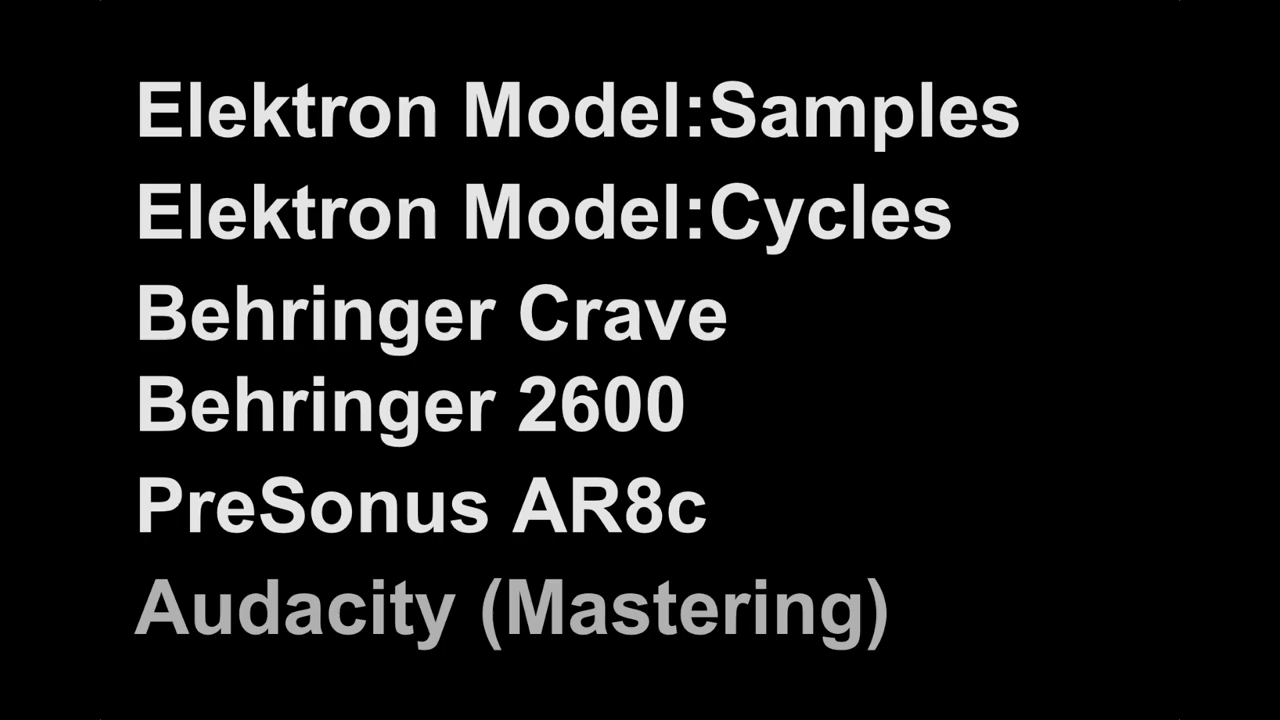 Elektron Model:Samples
Elektron Model:Cycles
Behringer Crave
Behringer 2600
PreSonus AR8c
Audacity (Mastering)